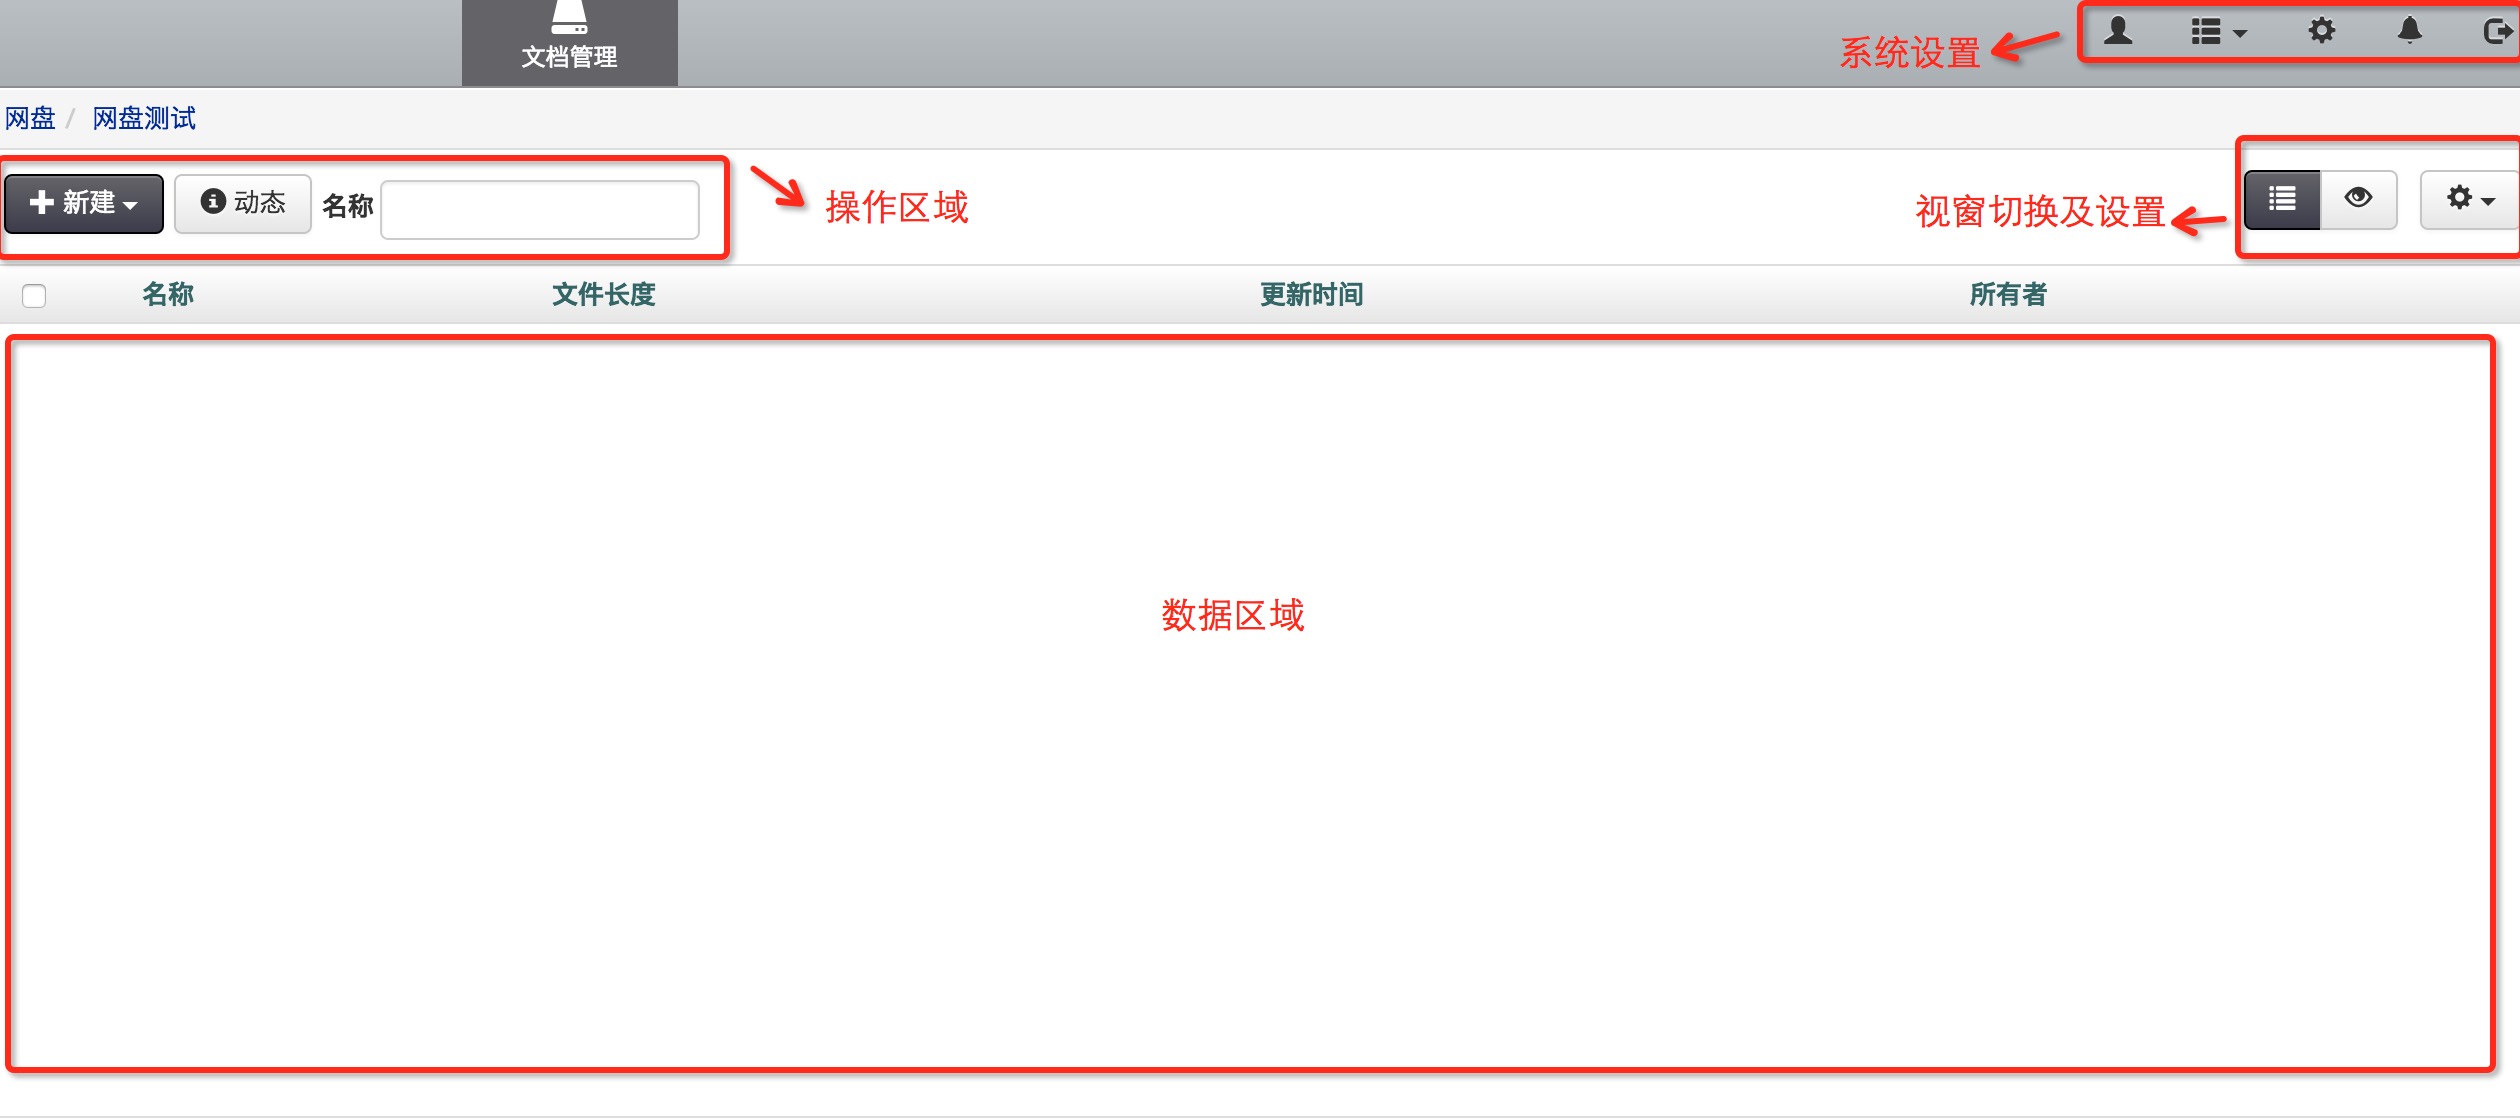 文档管理
系统设置
网盘 / 网盘测试
新建 动态 名称
操作区域
视窗切换及设置
名称 文件长度 更新时间 所有者
数据区域